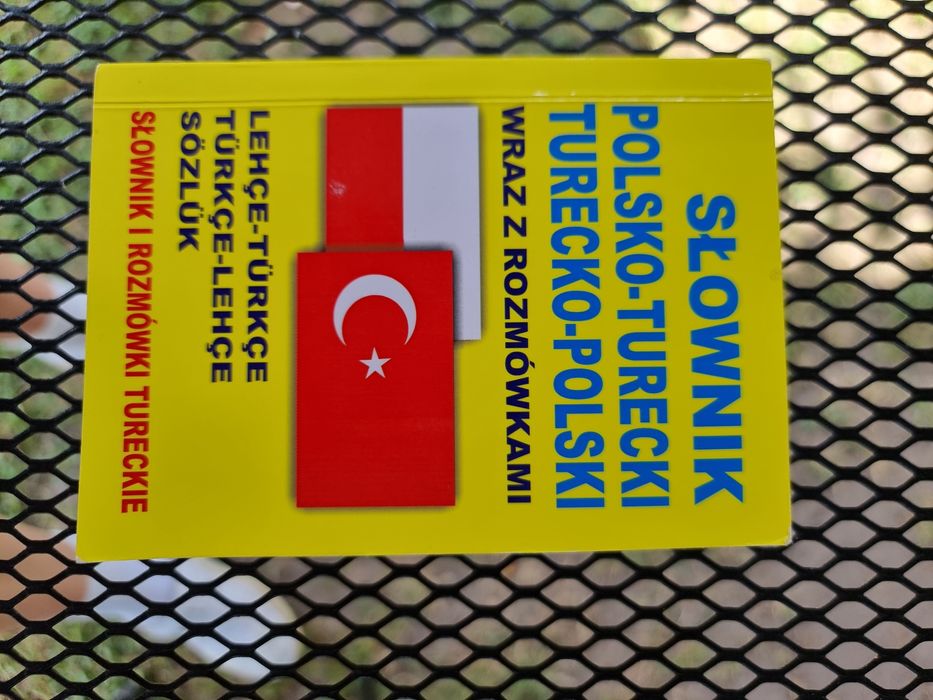 SŁOWNIK
POLSKO-TURECKI
TURECKO-POLSKI
WRAZ Z ROZMÓWKAMI
LEHÇE-TÜRKÇE
TÜRKÇE-LEHÇE
SÖZLÜK
SŁOWNIK I ROZMÓWKI TURECKIE